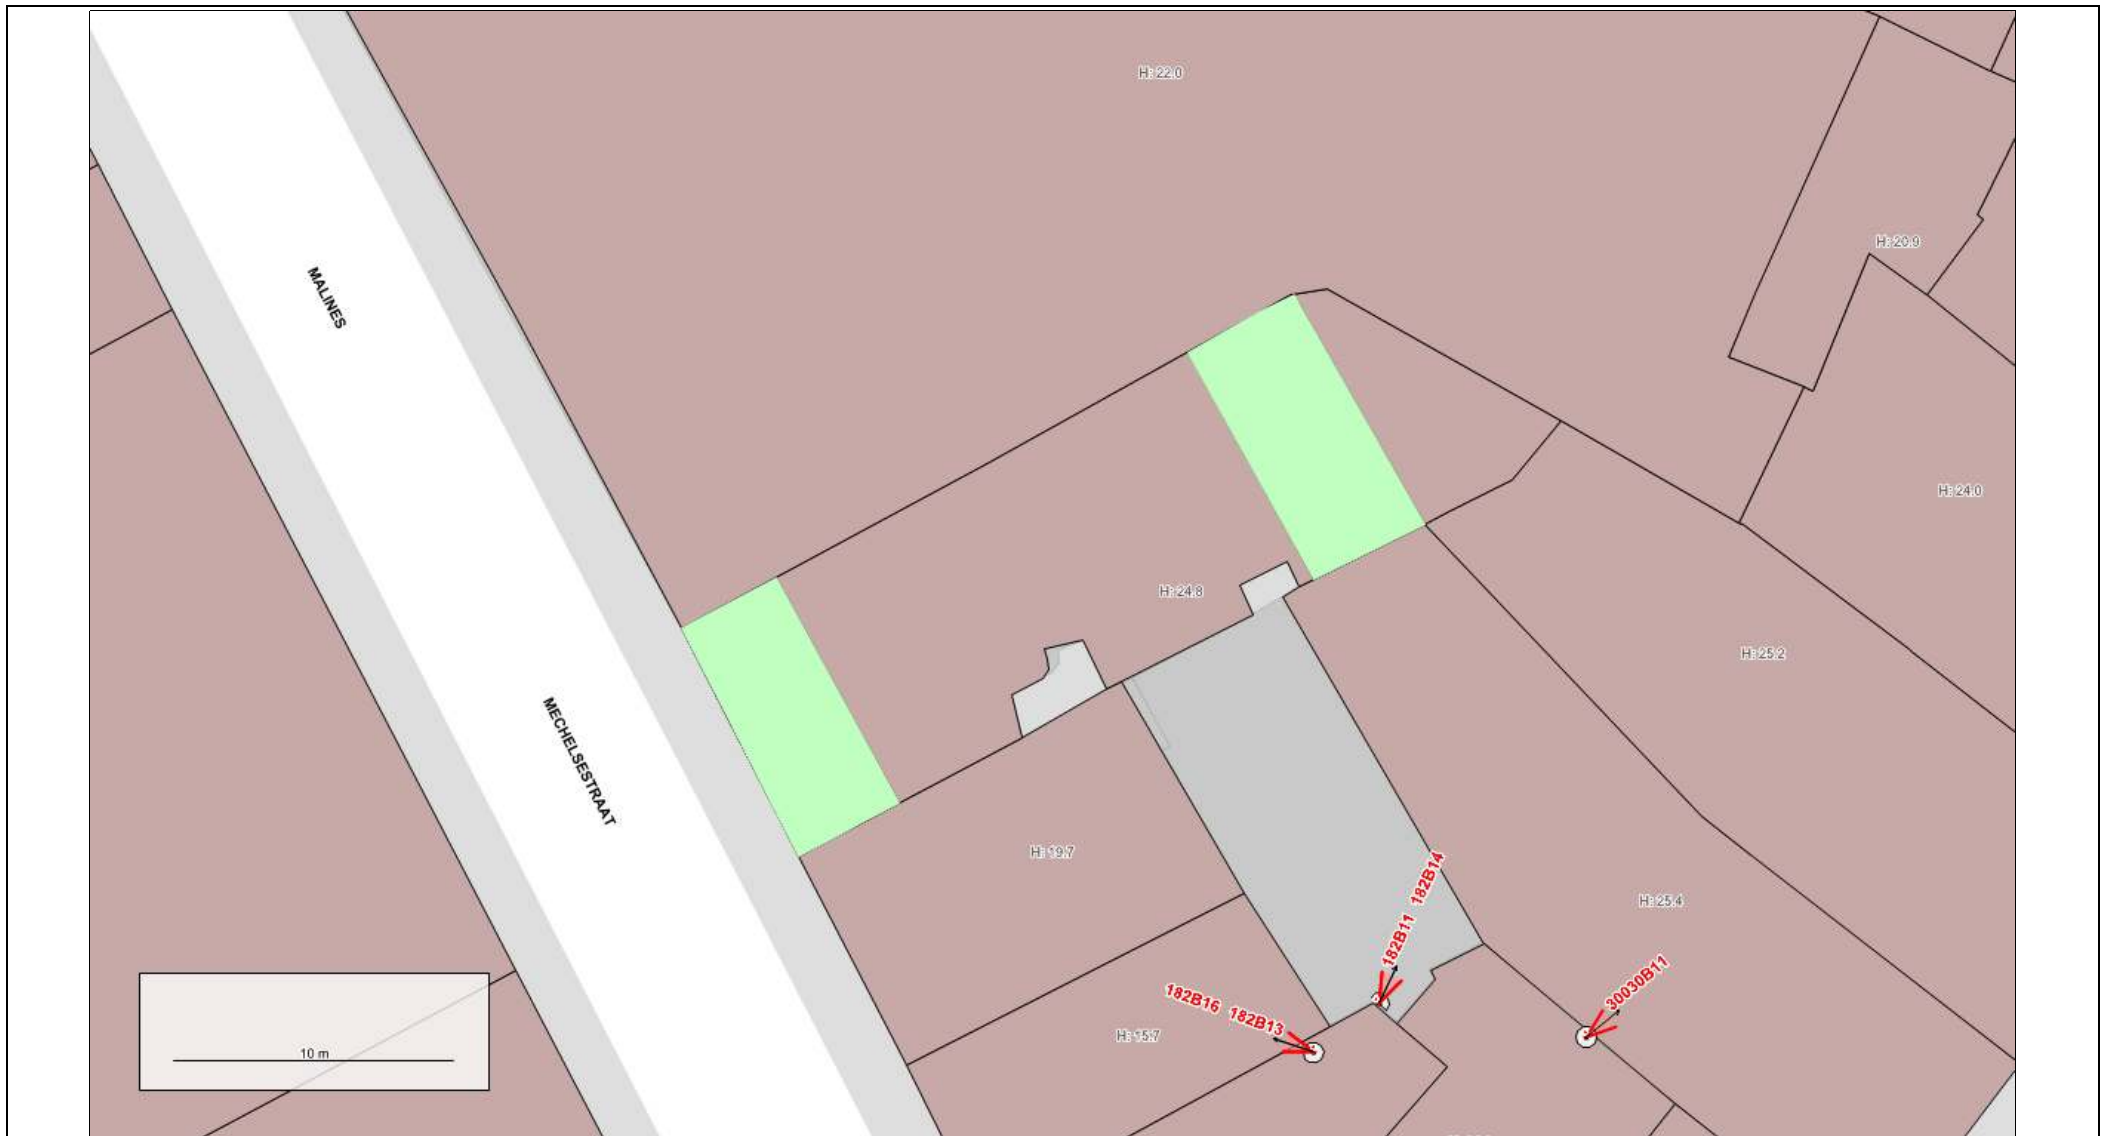 H: 22.0
H: 20.9
MALINES
H: 24.0
H: 24.8
H: 25.2
MECHELSESTRAAT
H: 19.7
182B11 182B14
H: 25.4
30030B11
182B16 182B13
H: 15.7
10 m